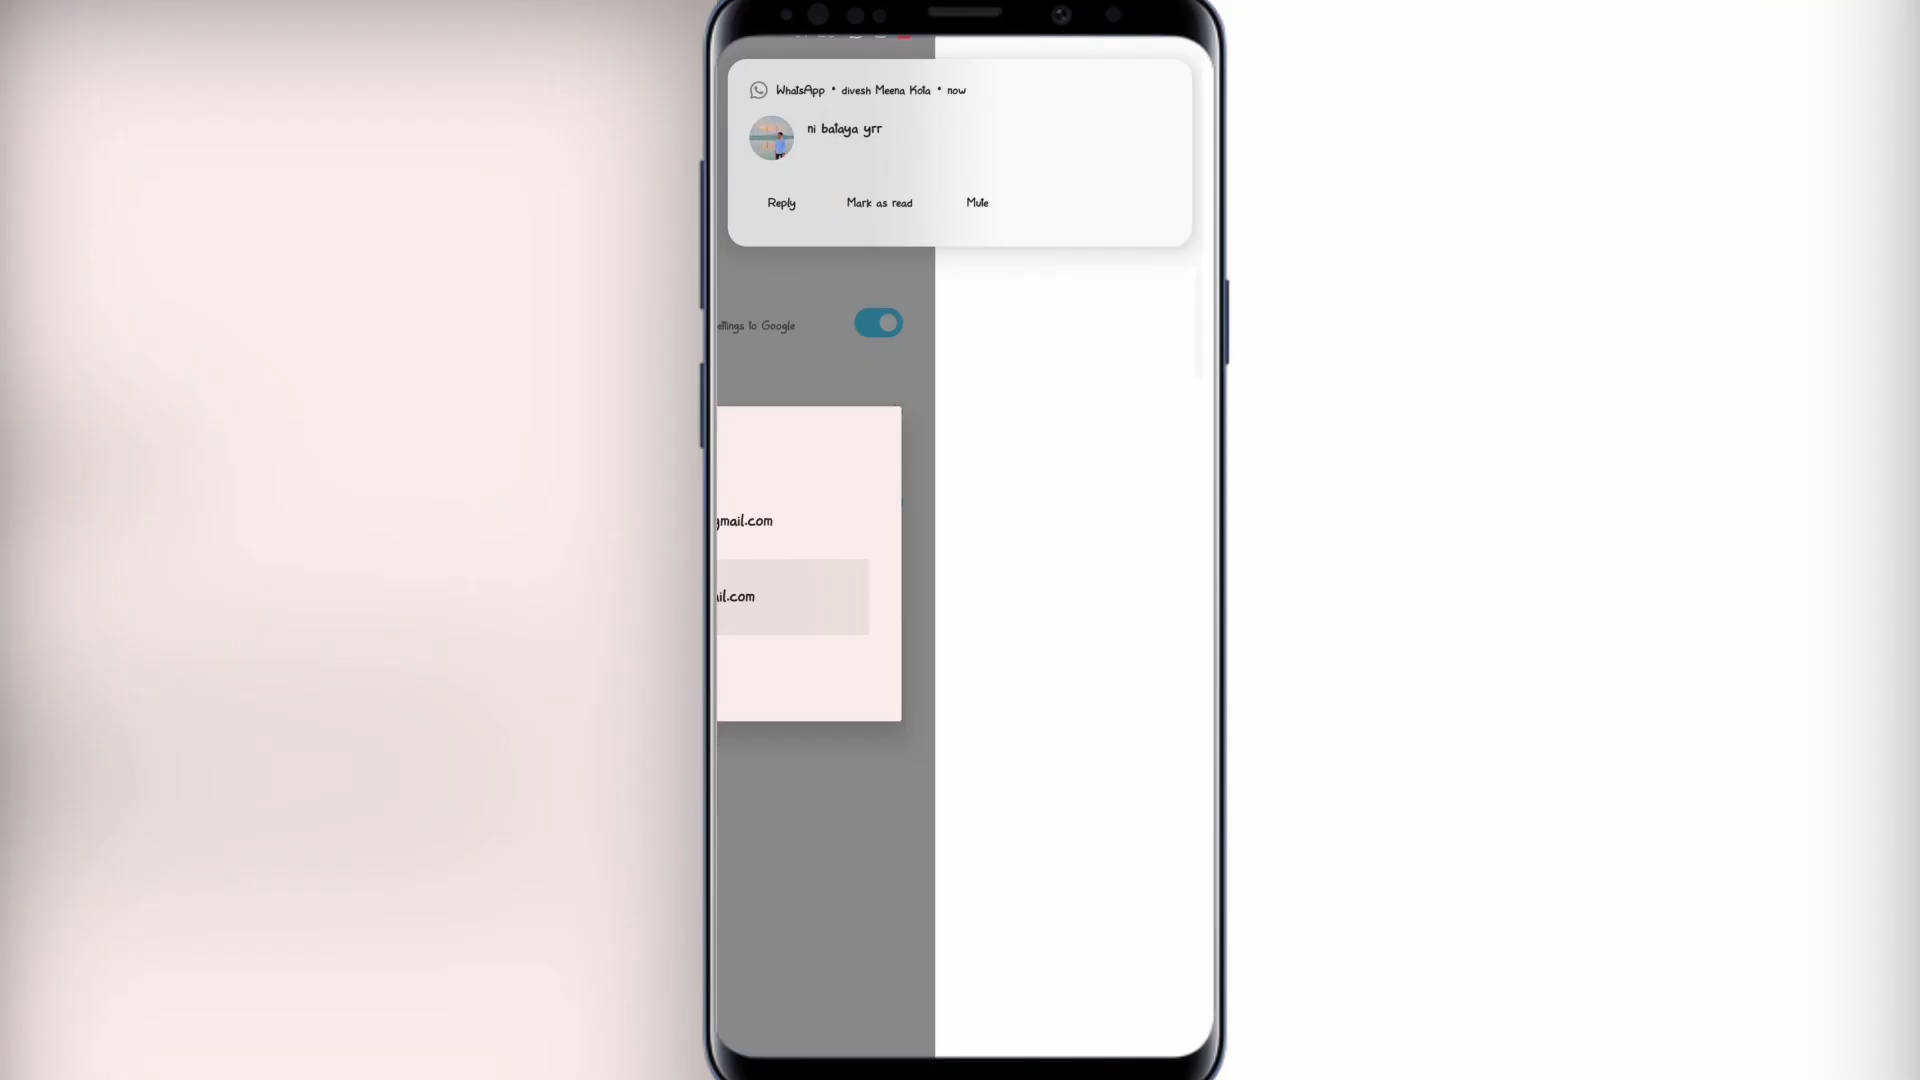 WhatsApp • divesh Meena Kota • now
ni bataya yrr
Reply Mark as read Mute
ettings to Google
gmail.com
il.com